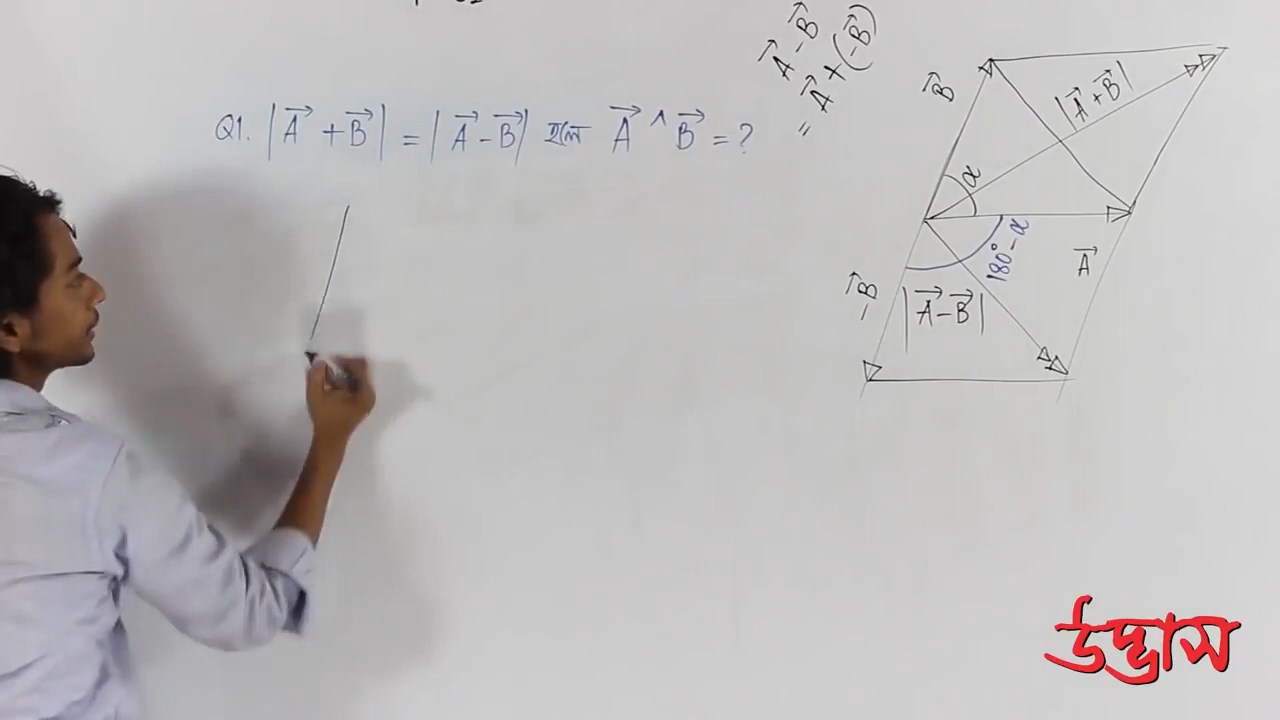 Q1. |A⃗ + B⃗| = |A⃗ - B⃗| হলে A⃗ ^ B⃗ = ?
A⃗ - B⃗
= A⃗ + (-B⃗)
B⃗
|A⃗ + B⃗|
α
180° - α
A⃗
-B⃗
|A⃗ - B⃗|
উদ্ভাস